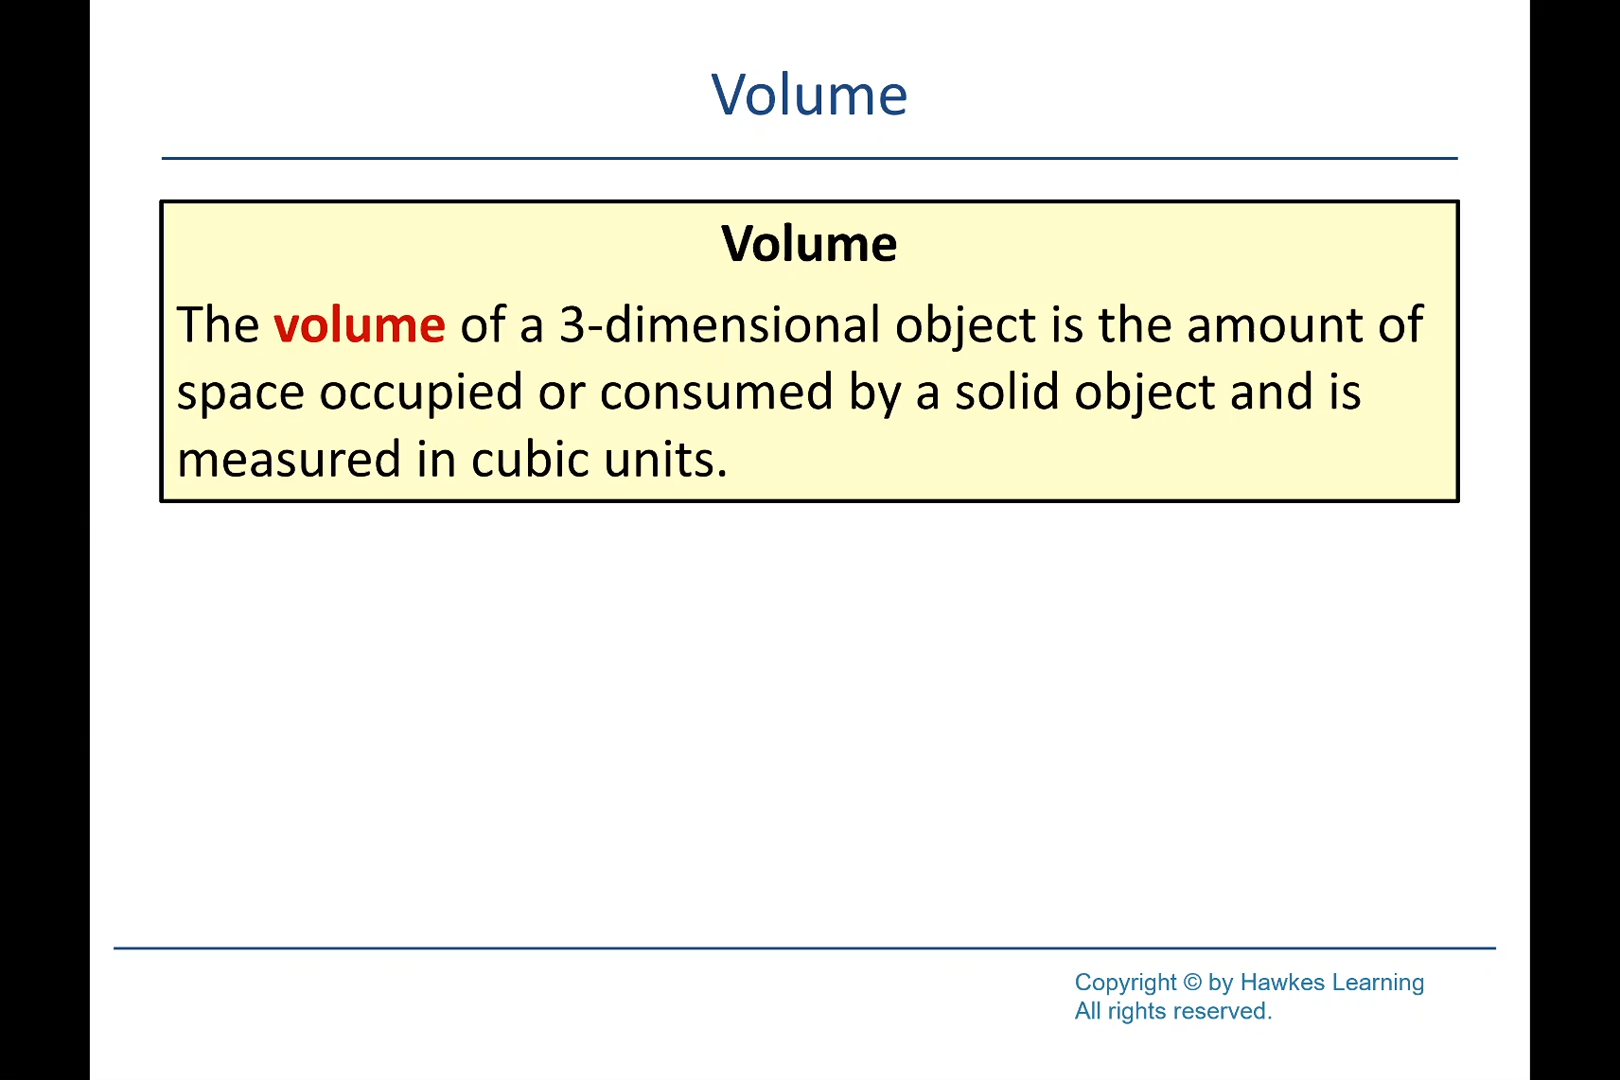 Volume
Volume
The volume of a 3-dimensional object is the amount of
space occupied or consumed by a solid object and is
measured in cubic units.
Copyright © by Hawkes Learning
All rights reserved.